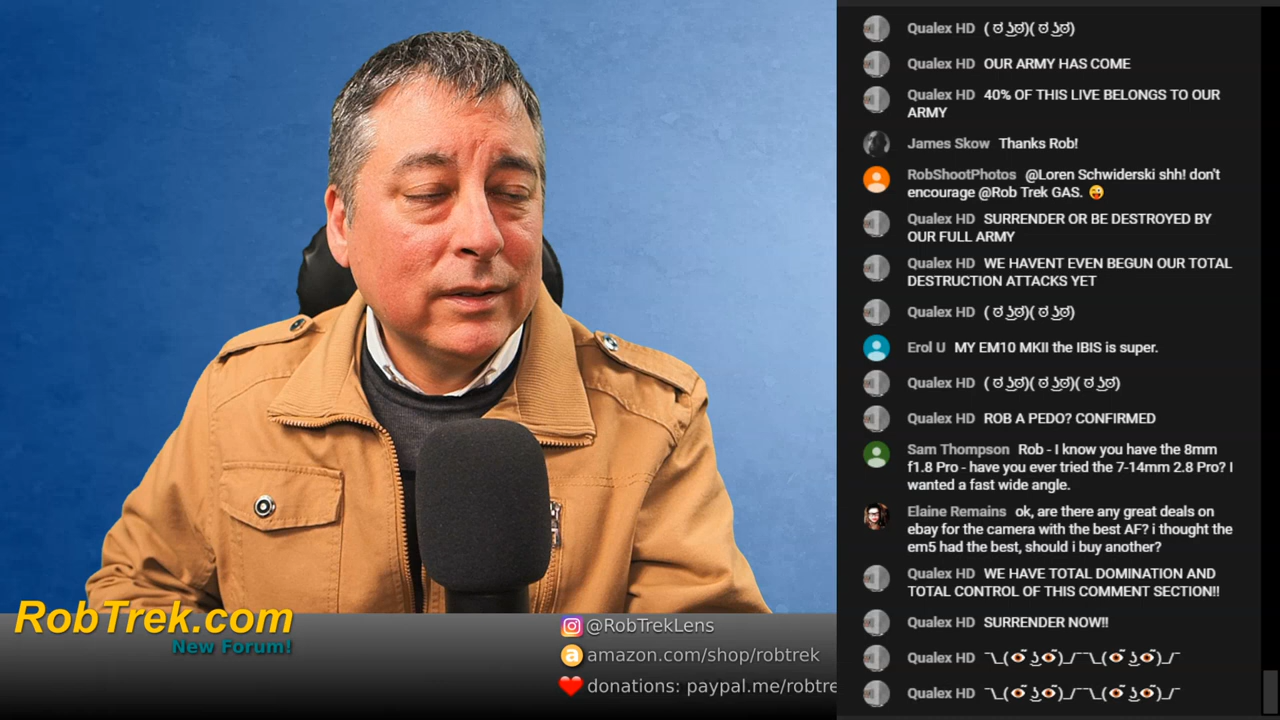 RobTrek.com
New Forum!
@RobTrekLens
amazon.com/shop/robtrek
donations: paypal.me/robtre
Qualex HD ( ಠ ͜ʖಠ)( ಠ ͜ʖಠ)
Qualex HD OUR ARMY HAS COME
Qualex HD 40% OF THIS LIVE BELONGS TO OUR
ARMY
James Skow Thanks Rob!
RobShootPhotos @Loren Schwiderski shh! don't
encourage @Rob Trek GAS. 😜
Qualex HD SURRENDER OR BE DESTROYED BY
OUR FULL ARMY
Qualex HD WE HAVENT EVEN BEGUN OUR TOTAL
DESTRUCTION ATTACKS YET
Qualex HD ( ಠ ͜ʖಠ)( ಠ ͜ʖಠ)
Erol U MY EM10 MKII the IBIS is super.
Qualex HD ( ಠ ͜ʖಠ)( ಠ ͜ʖಠ)( ಠ ͜ʖಠ)
Qualex HD ROB A PEDO? CONFIRMED
Sam Thompson Rob - I know you have the 8mm
f1.8 Pro - have you ever tried the 7-14mm 2.8 Pro? I
wanted a fast wide angle.
Elaine Remains ok, are there any great deals on
ebay for the camera with the best AF? i thought the
em5 had the best, should i buy another?
Qualex HD WE HAVE TOTAL DOMINATION AND
TOTAL CONTROL OF THIS COMMENT SECTION!!
Qualex HD SURRENDER NOW!!
Qualex HD ¯\_(👁 ͜ʖ👁)_/¯¯\_(👁 ͜ʖ👁)_/¯
Qualex HD ¯\_(👁 ͜ʖ👁)_/¯¯\_(👁 ͜ʖ👁)_/¯